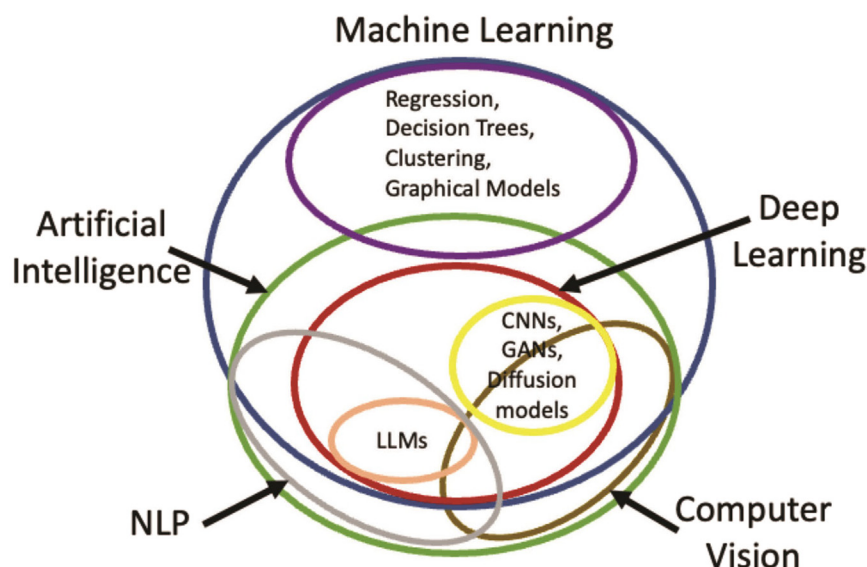 Machine Learning
Regression,
Decision Trees,
Clustering,
Graphical Models
Artificial
Intelligence
Deep
Learning
CNNs,
GANs,
Diffusion
models
LLMs
NLP
Computer
Vision